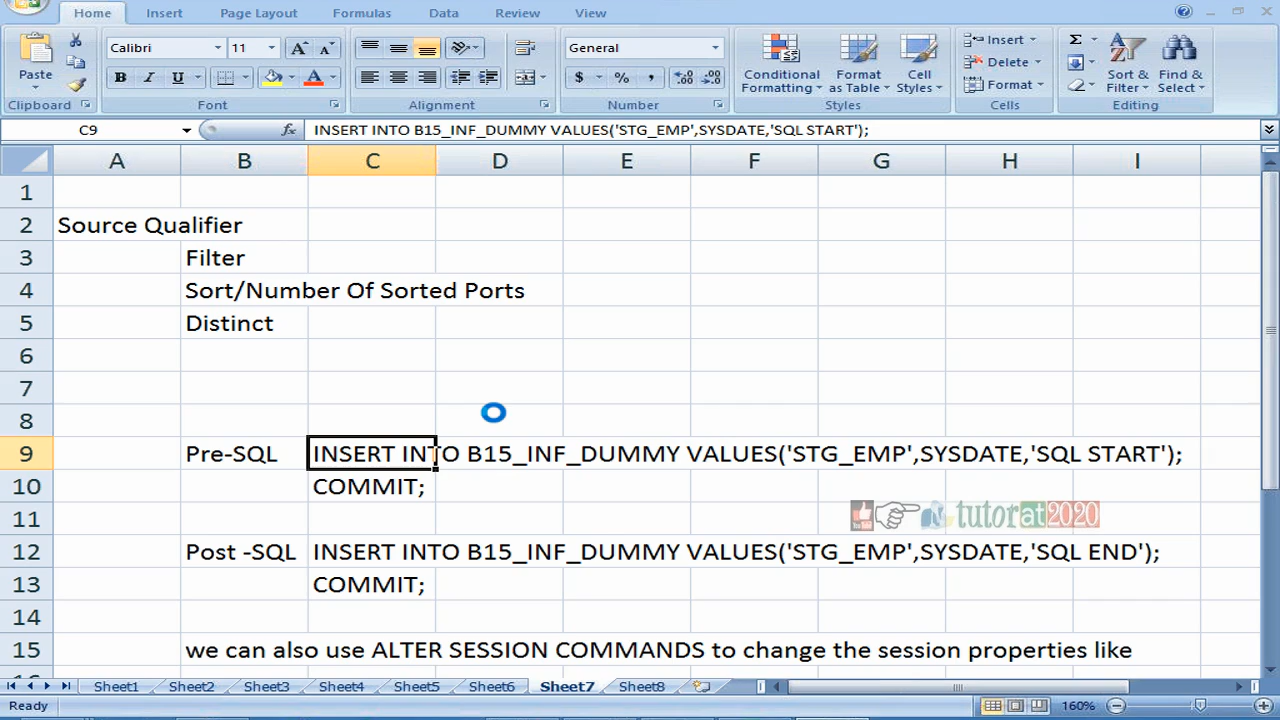 Home Insert Page Layout Formulas Data Review View
Paste Calibri 11 General Conditional Formatting Format as Table Cell Styles Insert Delete Format Sort & Filter Find & Select
Clipboard Font Alignment Number Styles Cells Editing
C9 fx INSERT INTO B15_INF_DUMMY VALUES('STG_EMP',SYSDATE,'SQL START');
A B C D E F G H I
1
2 Source Qualifier
3 Filter
4 Sort/Number Of Sorted Ports
5 Distinct
6
7
8
9 Pre-SQL INSERT INTO B15_INF_DUMMY VALUES('STG_EMP',SYSDATE,'SQL START');
10 COMMIT;
11 tutorat2020
12 Post -SQL INSERT INTO B15_INF_DUMMY VALUES('STG_EMP',SYSDATE,'SQL END');
13 COMMIT;
14
15 we can also use ALTER SESSION COMMANDS to change the session properties like
Sheet1 Sheet2 Sheet3 Sheet4 Sheet5 Sheet6 Sheet7 Sheet8
Ready 160%